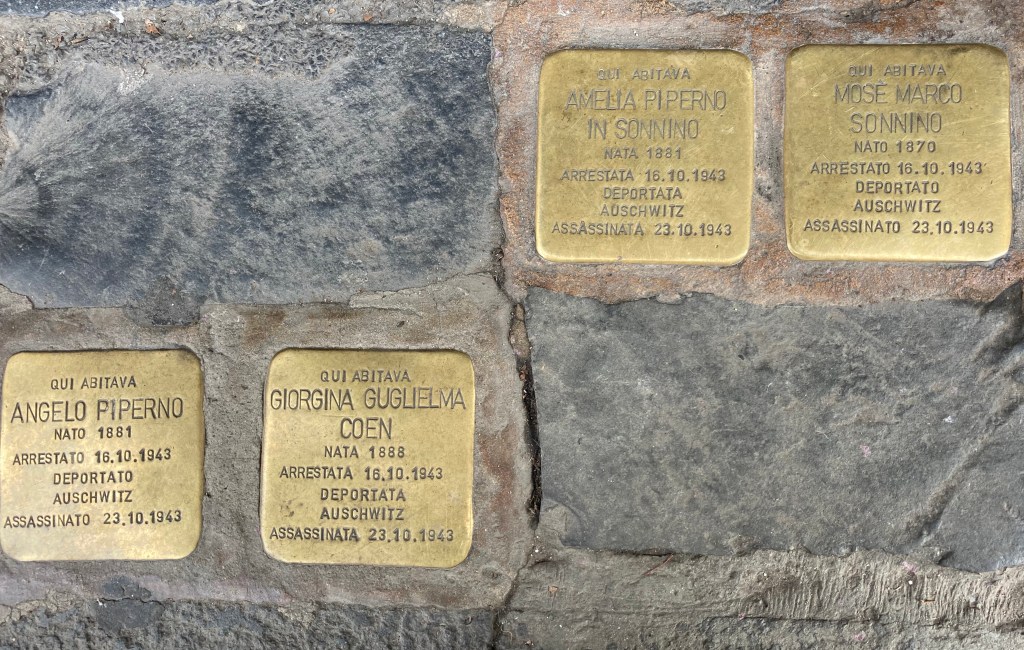 QUI ABITAVA
AMELIA PIPERNO
IN SONNINO
NATA 1881
ARRESTATA 16.10.1943
DEPORTATA
AUSCHWITZ
ASSASSINATA 23.10.1943
QUI ABITAVA
MOSÈ MARCO
SONNINO
NATO 1870
ARRESTATO 16.10.1943
DEPORTATO
AUSCHWITZ
ASSASSINATO 23.10.1943
QUI ABITAVA
ANGELO PIPERNO
NATO 1881
ARRESTATO 16.10.1943
DEPORTATO
AUSCHWITZ
ASSASSINATO 23.10.1943
QUI ABITAVA
GIORGINA GUGLIELMA
COEN
NATA 1888
ARRESTATA 16.10.1943
DEPORTATA
AUSCHWITZ
ASSASSINATA 23.10.1943